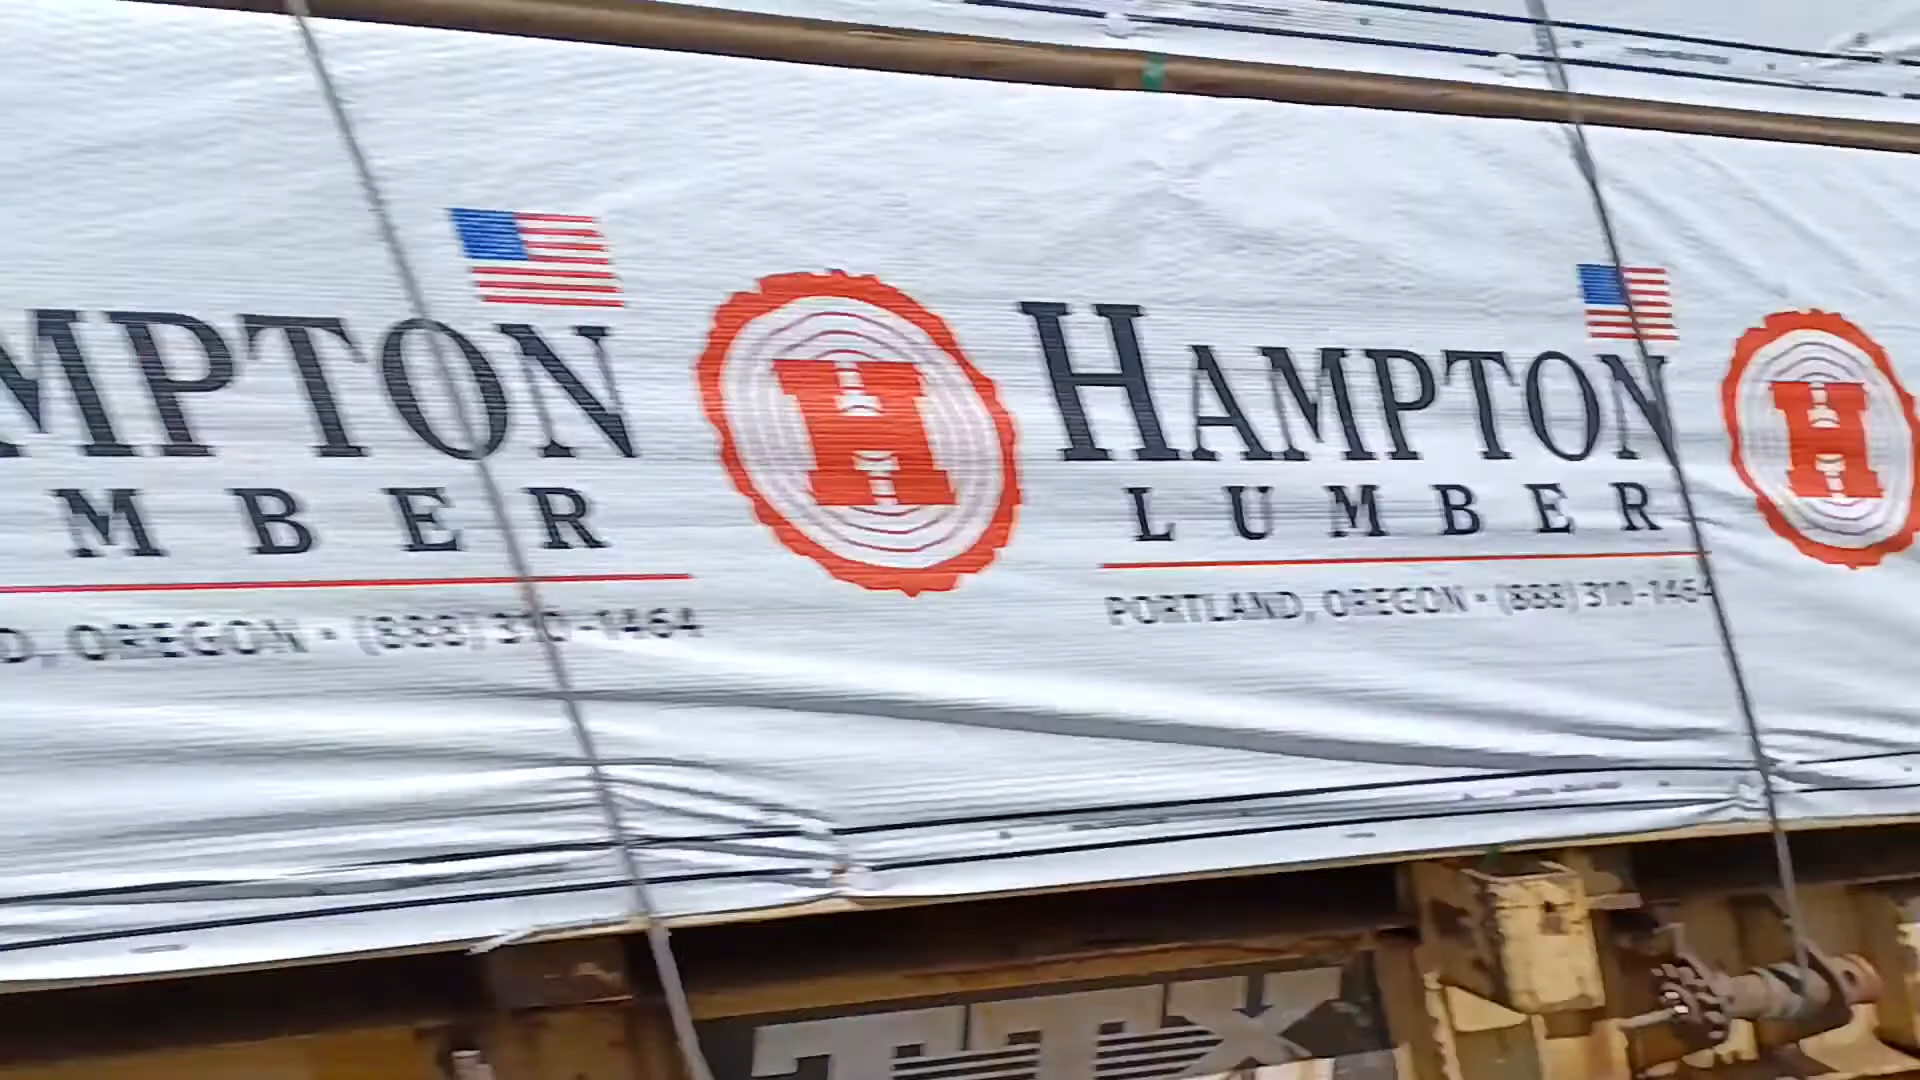 MPTON
MBER
D, OREGON • (888) 310-1464
H
HAMPTON
LUMBER
PORTLAND, OREGON • (888) 310-1464
H
TTX